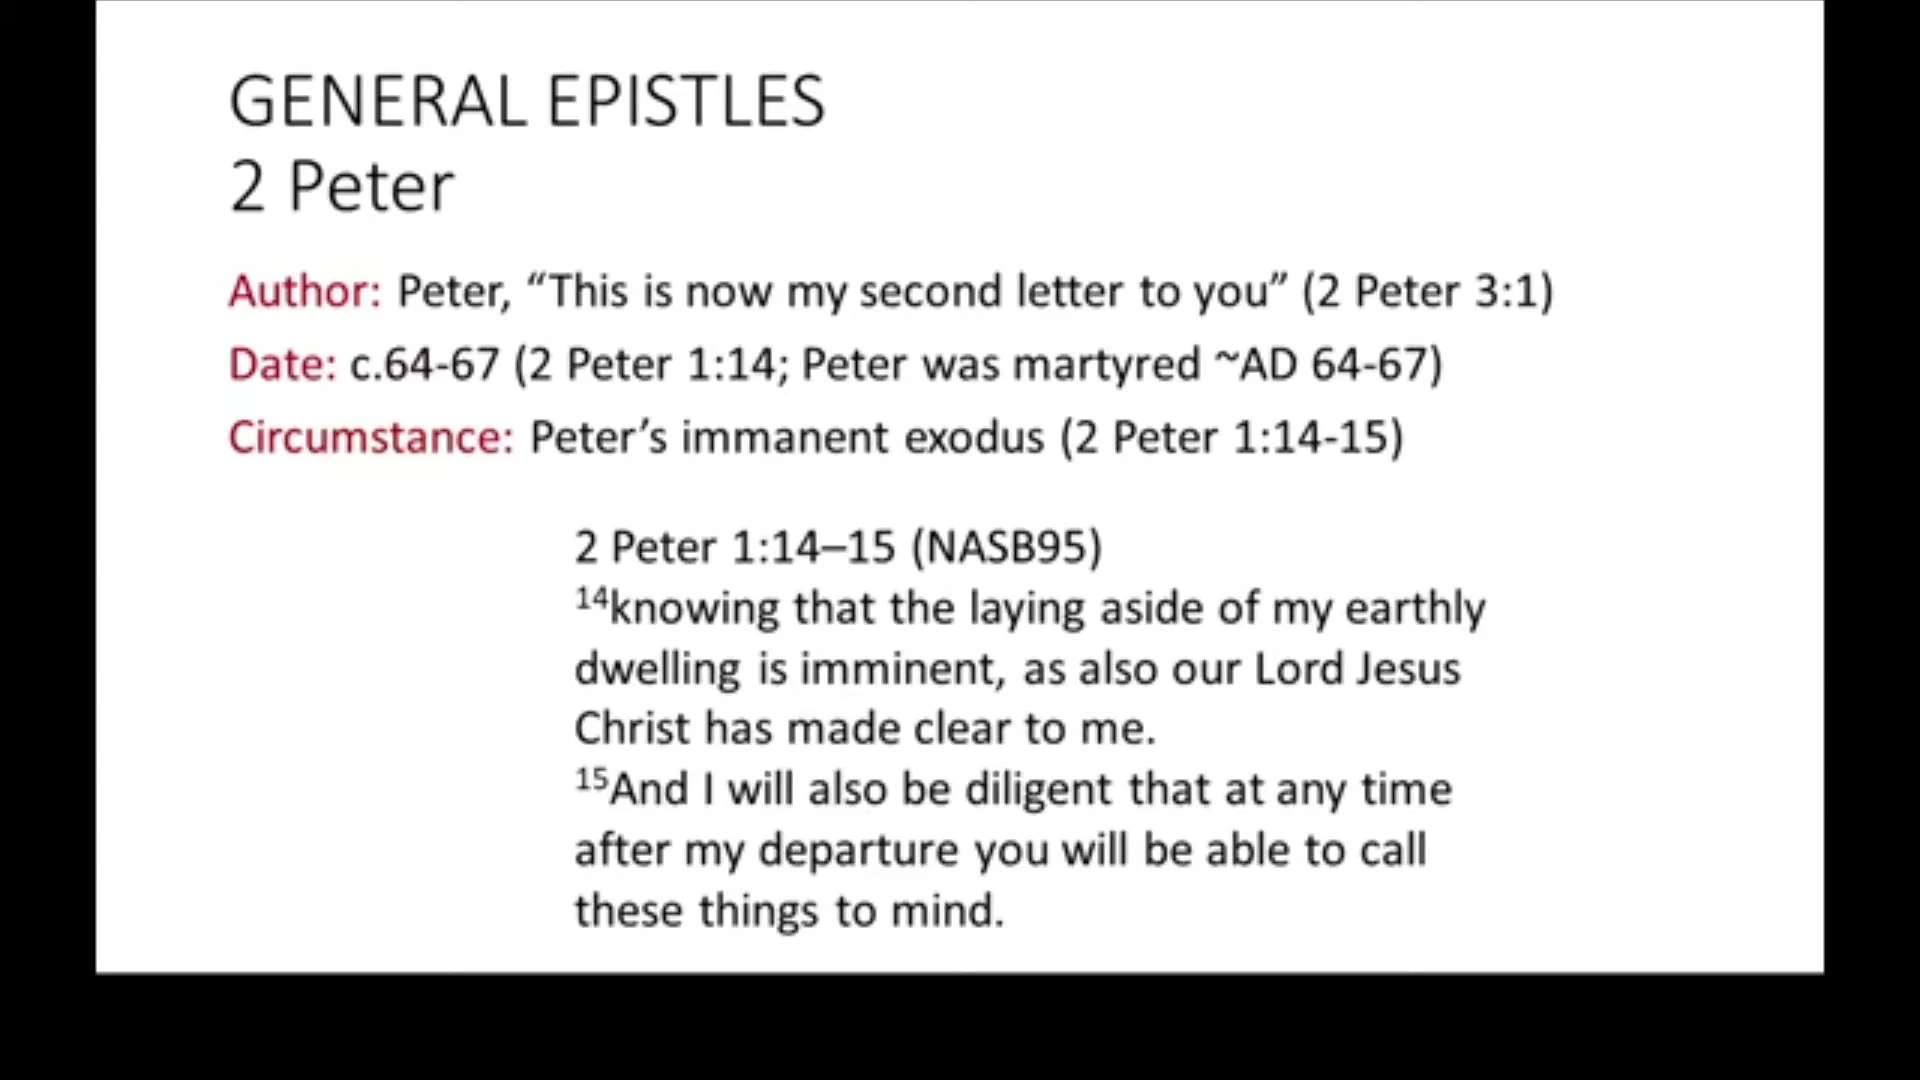 GENERAL EPISTLES
2 Peter
Author: Peter, “This is now my second letter to you” (2 Peter 3:1)
Date: c.64-67 (2 Peter 1:14; Peter was martyred ~AD 64-67)
Circumstance: Peter’s immanent exodus (2 Peter 1:14-15)
2 Peter 1:14–15 (NASB95)
¹⁴knowing that the laying aside of my earthly
dwelling is imminent, as also our Lord Jesus
Christ has made clear to me.
¹⁵And I will also be diligent that at any time
after my departure you will be able to call
these things to mind.